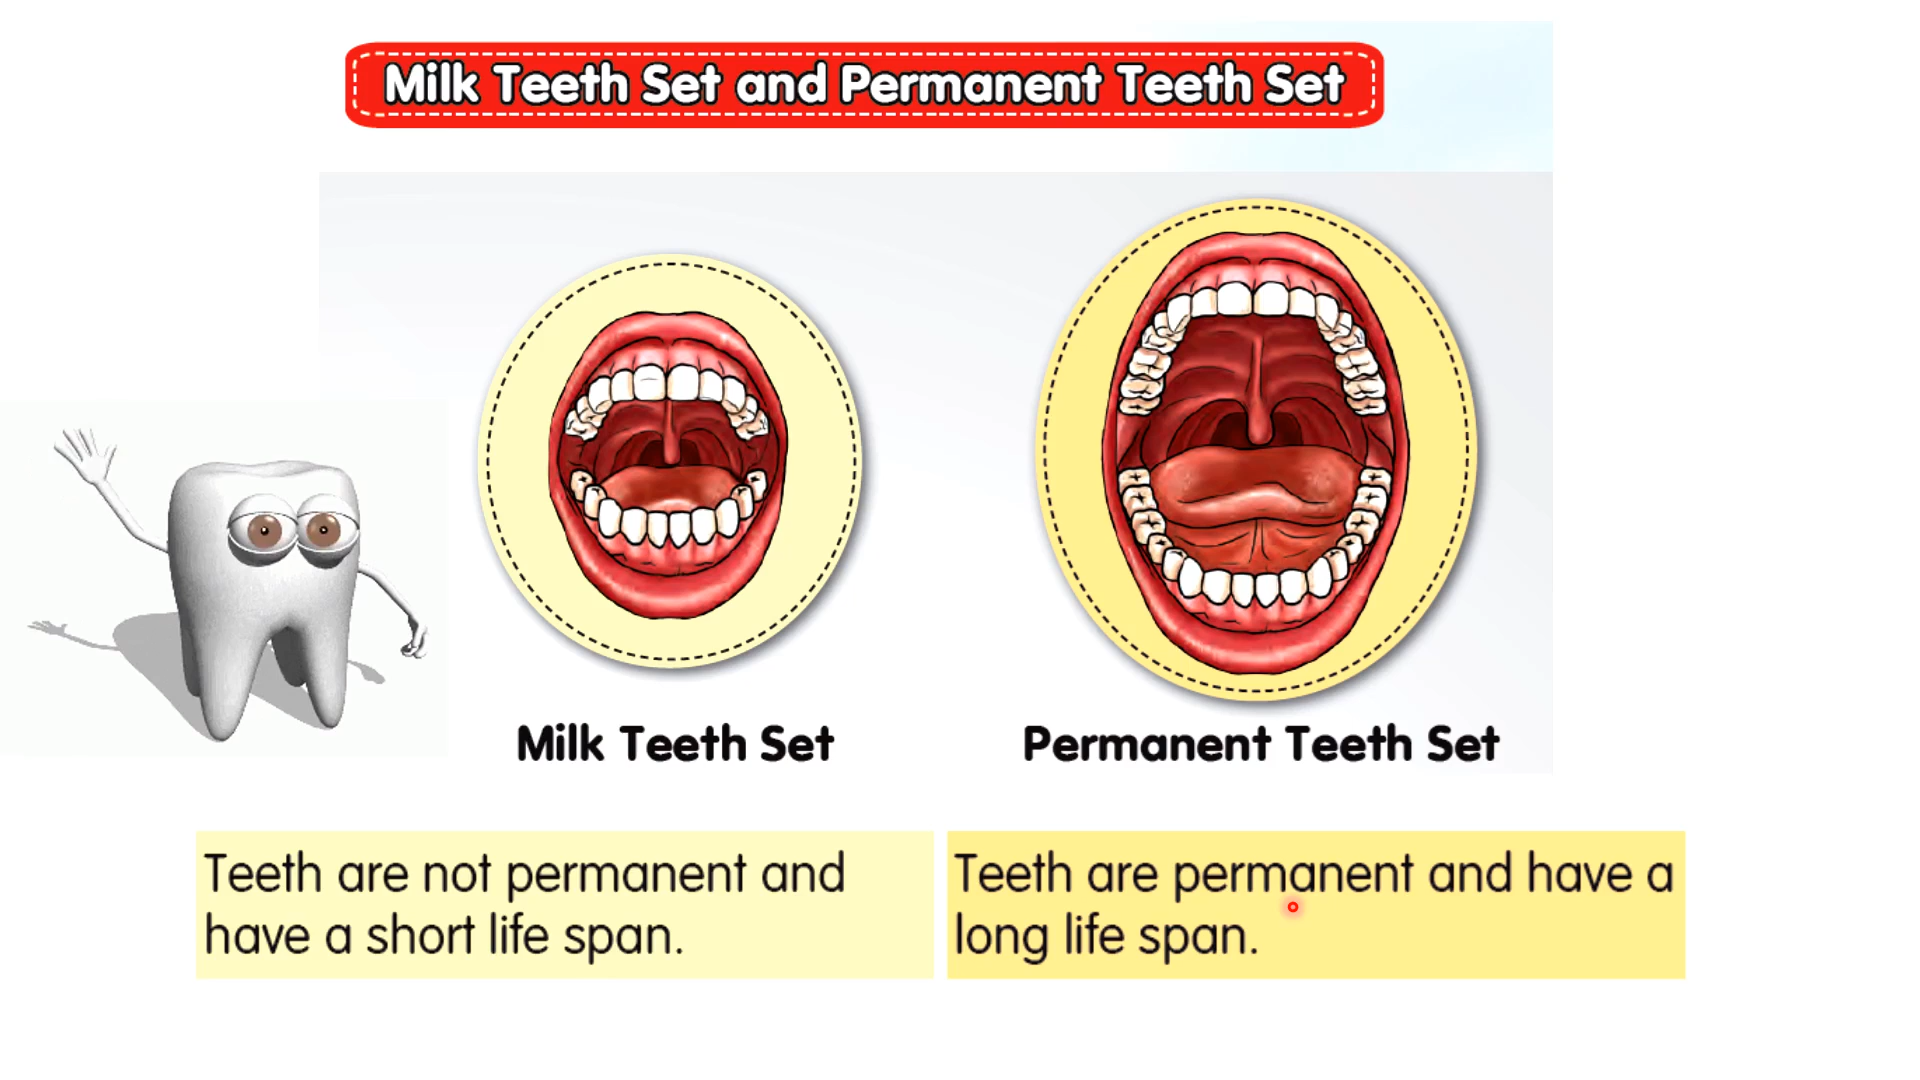 Milk Teeth Set and Permanent Teeth Set
Milk Teeth Set
Permanent Teeth Set
Teeth are not permanent and
have a short life span.
Teeth are permanent and have a
long life span.